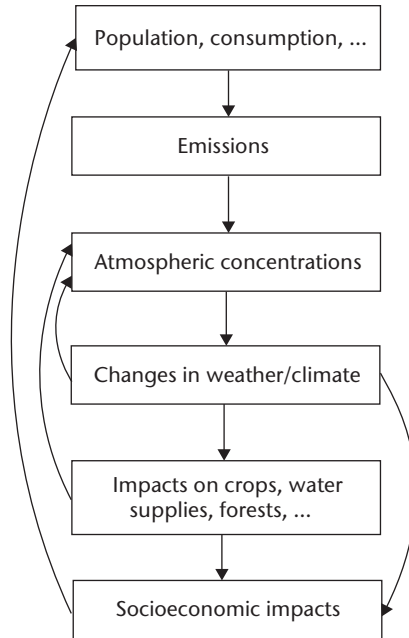 Population, consumption, ...
Emissions
Atmospheric concentrations
Changes in weather/climate
Impacts on crops, water
supplies, forests, ...
Socioeconomic impacts